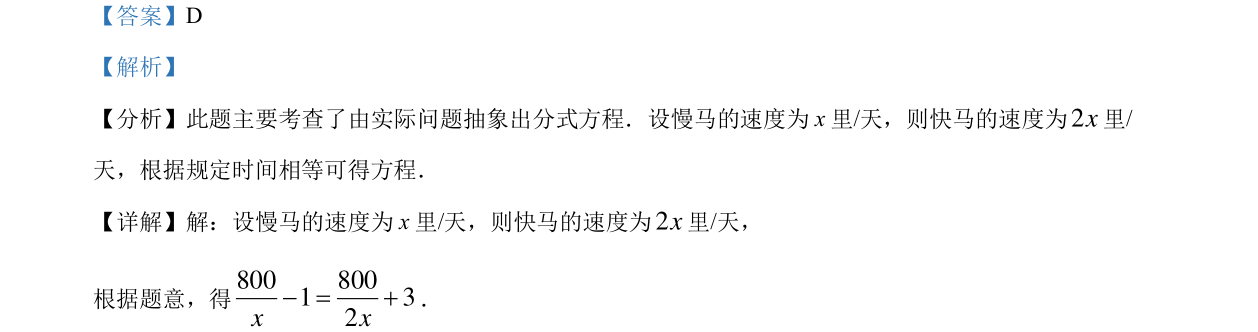 【答案】D
【解析】
【分析】此题主要考查了由实际问题抽象出分式方程．设慢马的速度为 x 里/天，则快马的速度为 2x 里/
天，根据规定时间相等可得方程．
【详解】解：设慢马的速度为 x 里/天，则快马的速度为 2x 里/天，
根据题意，得 \frac{800}{x} - 1 = \frac{800}{2x} + 3．